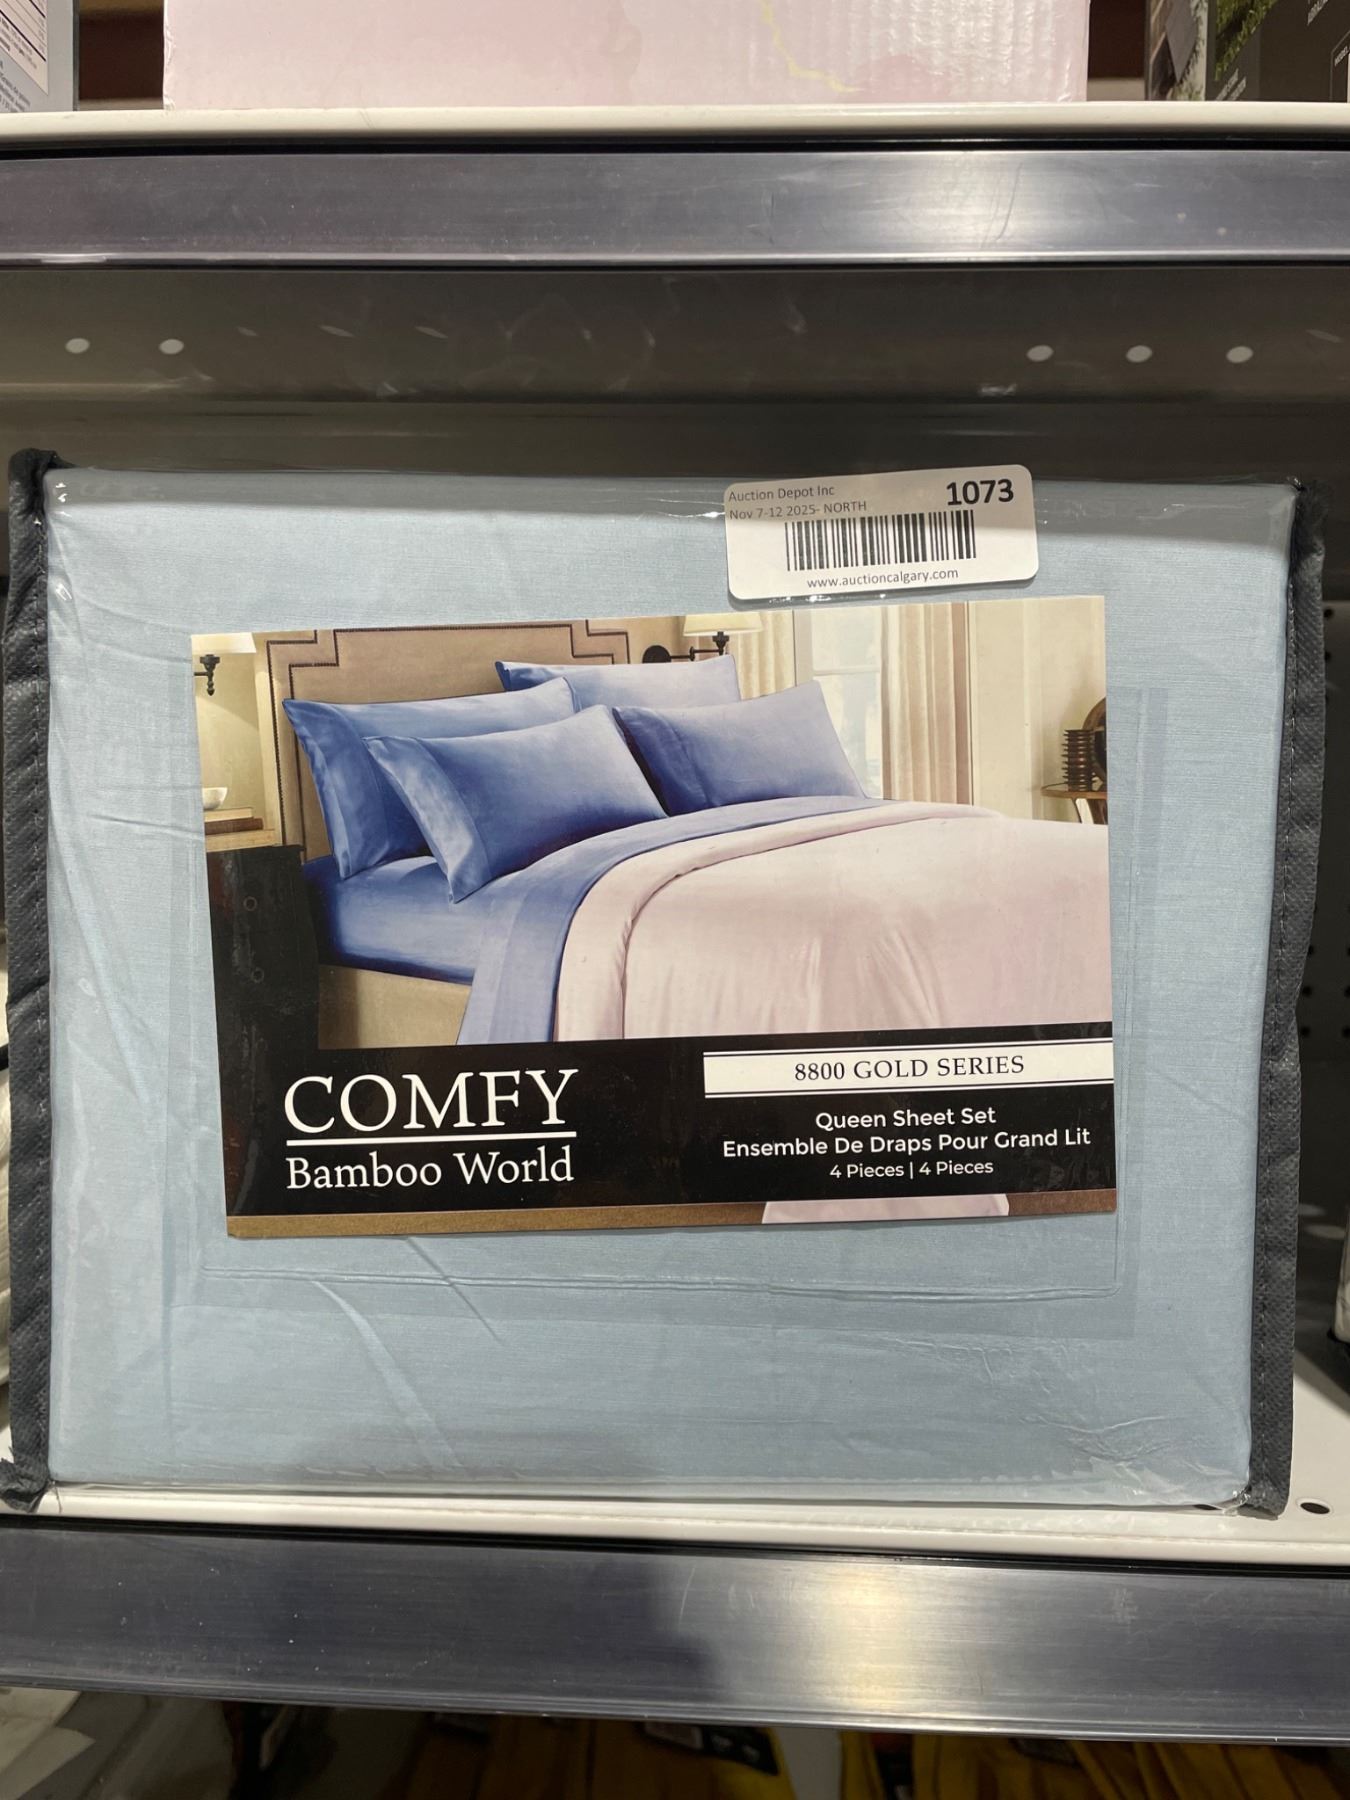 Auction Depot Inc
1073
Nov 7-12 2025- NORTH
www.auctioncalgary.com
COMFY
Bamboo World
8800 GOLD SERIES
Queen Sheet Set
Ensemble De Draps Pour Grand Lit
4 Pieces | 4 Pieces